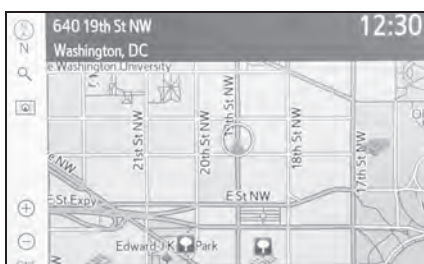 640 19th St NW
12:30
Washington, DC
N
e Washington University
21st St NW
20th St NW
19th St NW
18th St NW
17th St NW
e NW
E St Expy
E St NW
Edward J K Park